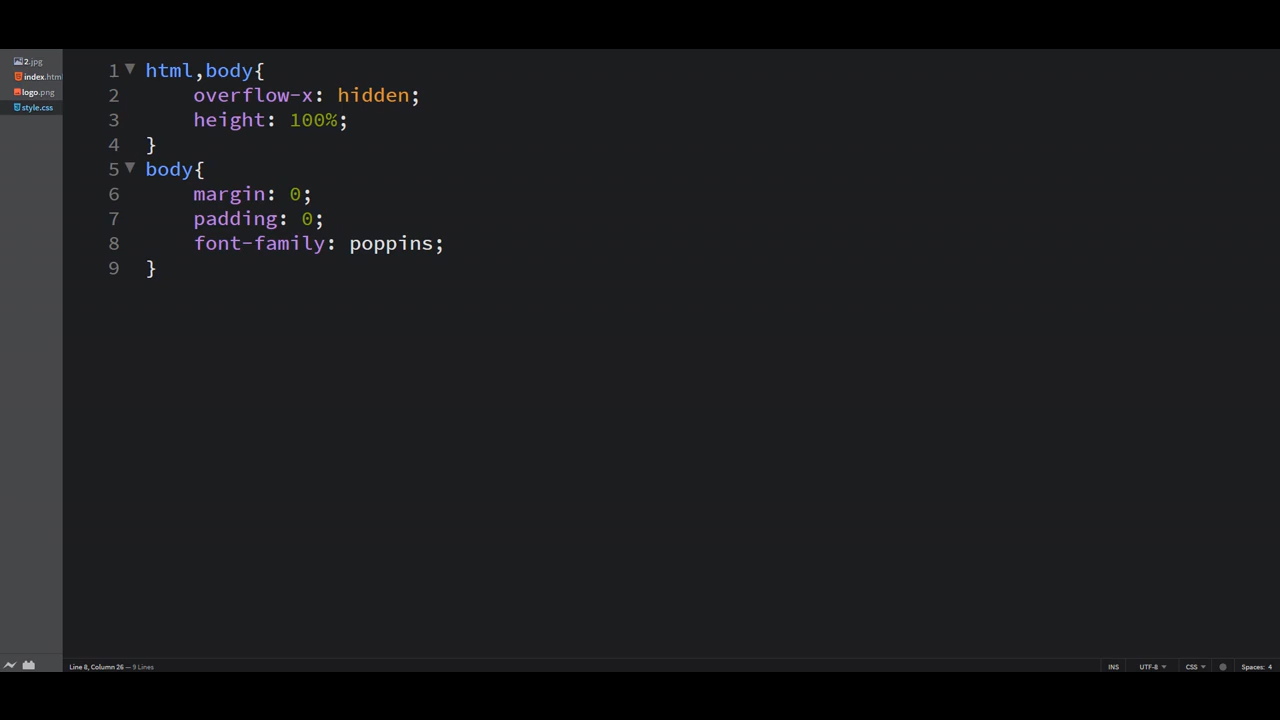 2.jpg
index.html
logo.png
style.css
1 html,body{
2 overflow-x: hidden;
3 height: 100%;
4 }
5 body{
6 margin: 0;
7 padding: 0;
8 font-family: poppins;
9 }
Line 8, Column 26 — 9 Lines
INS UTF-8 CSS Spaces: 4